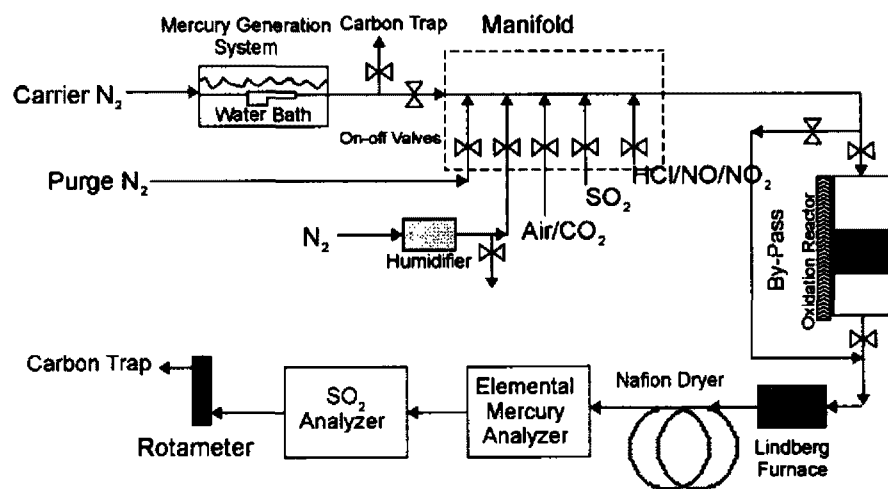 Mercury Generation
System
Carbon Trap
Manifold
Carrier N₂
Water Bath
On-off Valves
Purge N₂
HCl/NO/NO₂
SO₂
N₂
Air/CO₂
Humidifier
By-Pass
Oxidation Reactor
Carbon Trap
Rotameter
SO₂
Analyzer
Elemental
Mercury
Analyzer
Nafion Dryer
Lindberg
Furnace